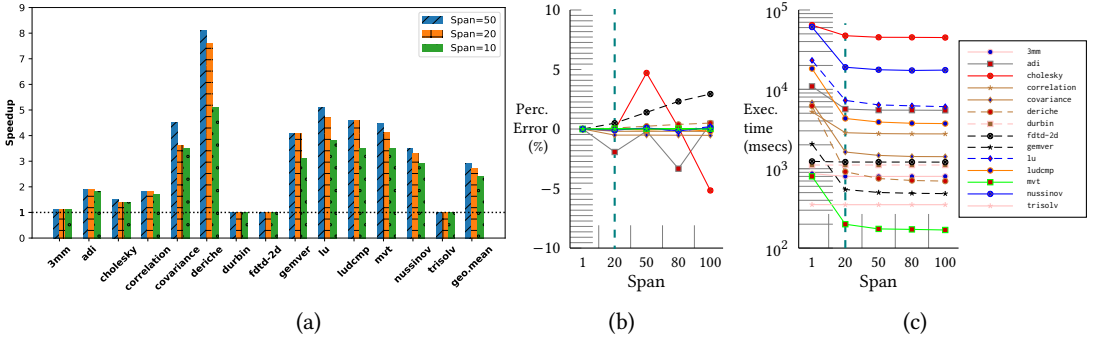 9
8
7
6
5
4
3
2
1
0
Speedup
Span=50
Span=20
Span=10
3mm
adi
cholesky
correlation
covariance
deriche
durbin
fdtd-2d
gemver
lu
ludcmp
mvt
nussinov
trisolv
geo.mean
(a)
10
5
0
−5
−10
Perc.
Error
(%)
1 20 50 80 100
Span
(b)
10^5
10^4
10^3
10^2
Exec.
time
(msecs)
1 20 50 80 100
Span
(c)
3mm
adi
cholesky
correlation
covariance
deriche
durbin
fdtd-2d
gemver
lu
ludcmp
mvt
nussinov
trisolv